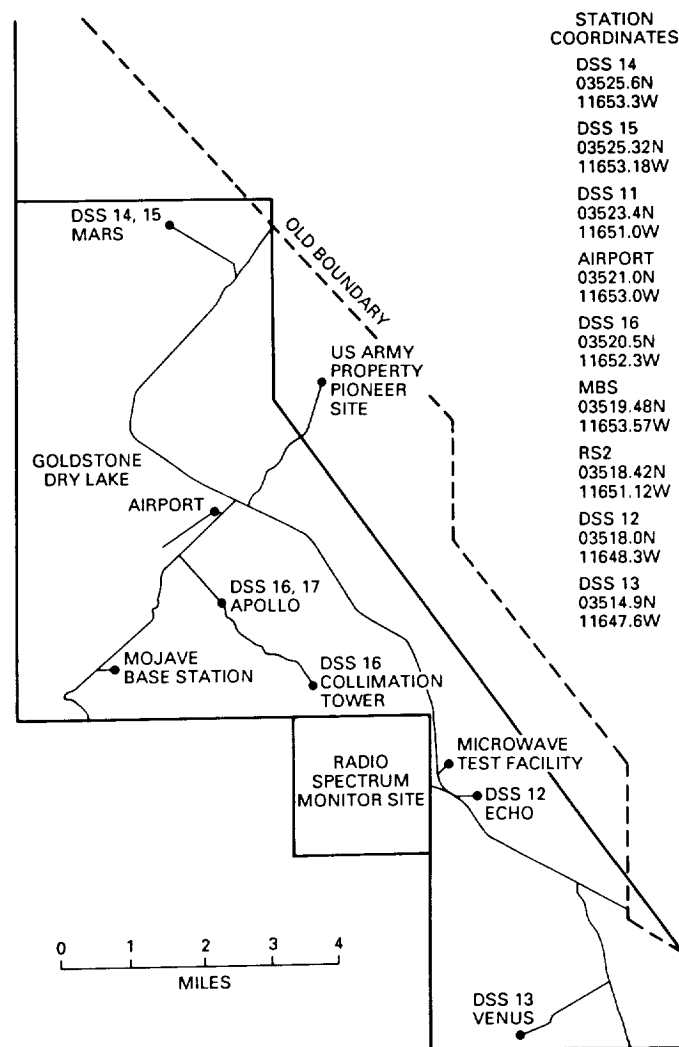 STATION
COORDINATES
DSS 14
03525.6N
11653.3W
DSS 15
03525.32N
11653.18W
DSS 11
03523.4N
11651.0W
AIRPORT
03521.0N
11653.0W
DSS 16
03520.5N
11652.3W
MBS
03519.48N
11653.57W
RS2
03518.42N
11651.12W
DSS 12
03518.0N
11648.3W
DSS 13
03514.9N
11647.6W
DSS 14, 15
MARS
OLD BOUNDARY
US ARMY
PROPERTY
PIONEER
SITE
GOLDSTONE
DRY LAKE
AIRPORT
DSS 16, 17
APOLLO
MOJAVE
BASE STATION
DSS 16
COLLIMATION
TOWER
RADIO
SPECTRUM
MONITOR SITE
MICROWAVE
TEST FACILITY
DSS 12
ECHO
0 1 2 3 4
MILES
DSS 13
VENUS